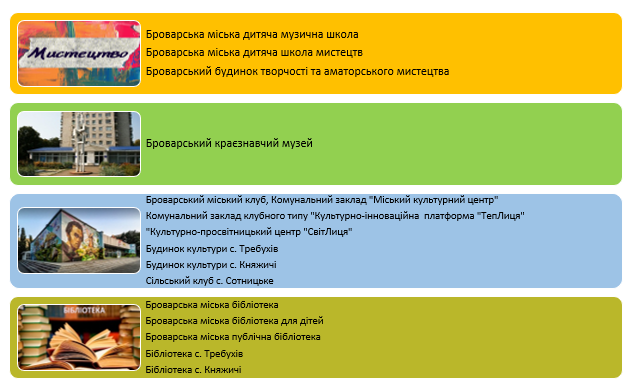 Мистецтво
Броварська міська дитяча музична школа
Броварська міська дитяча школа мистецтв
Броварський будинок творчості та аматорського мистецтва
Броварський краєзнавчий музей
Броварський міський клуб, Комунальний заклад "Міський культурний центр"
Комунальний заклад клубного типу "Культурно-інноваційна платформа "ТепЛиця"
"Культурно-просвітницький центр "СвітЛиця"
Будинок культури с. Требухів
Будинок культури с. Княжичі
Сільський клуб с. Сотницьке
БІБЛІОТЕКА
Броварська міська бібліотека
Броварська міська бібліотека для дітей
Броварська міська публічна бібліотека
Бібліотека с. Требухів
Бібліотека с. Княжичі